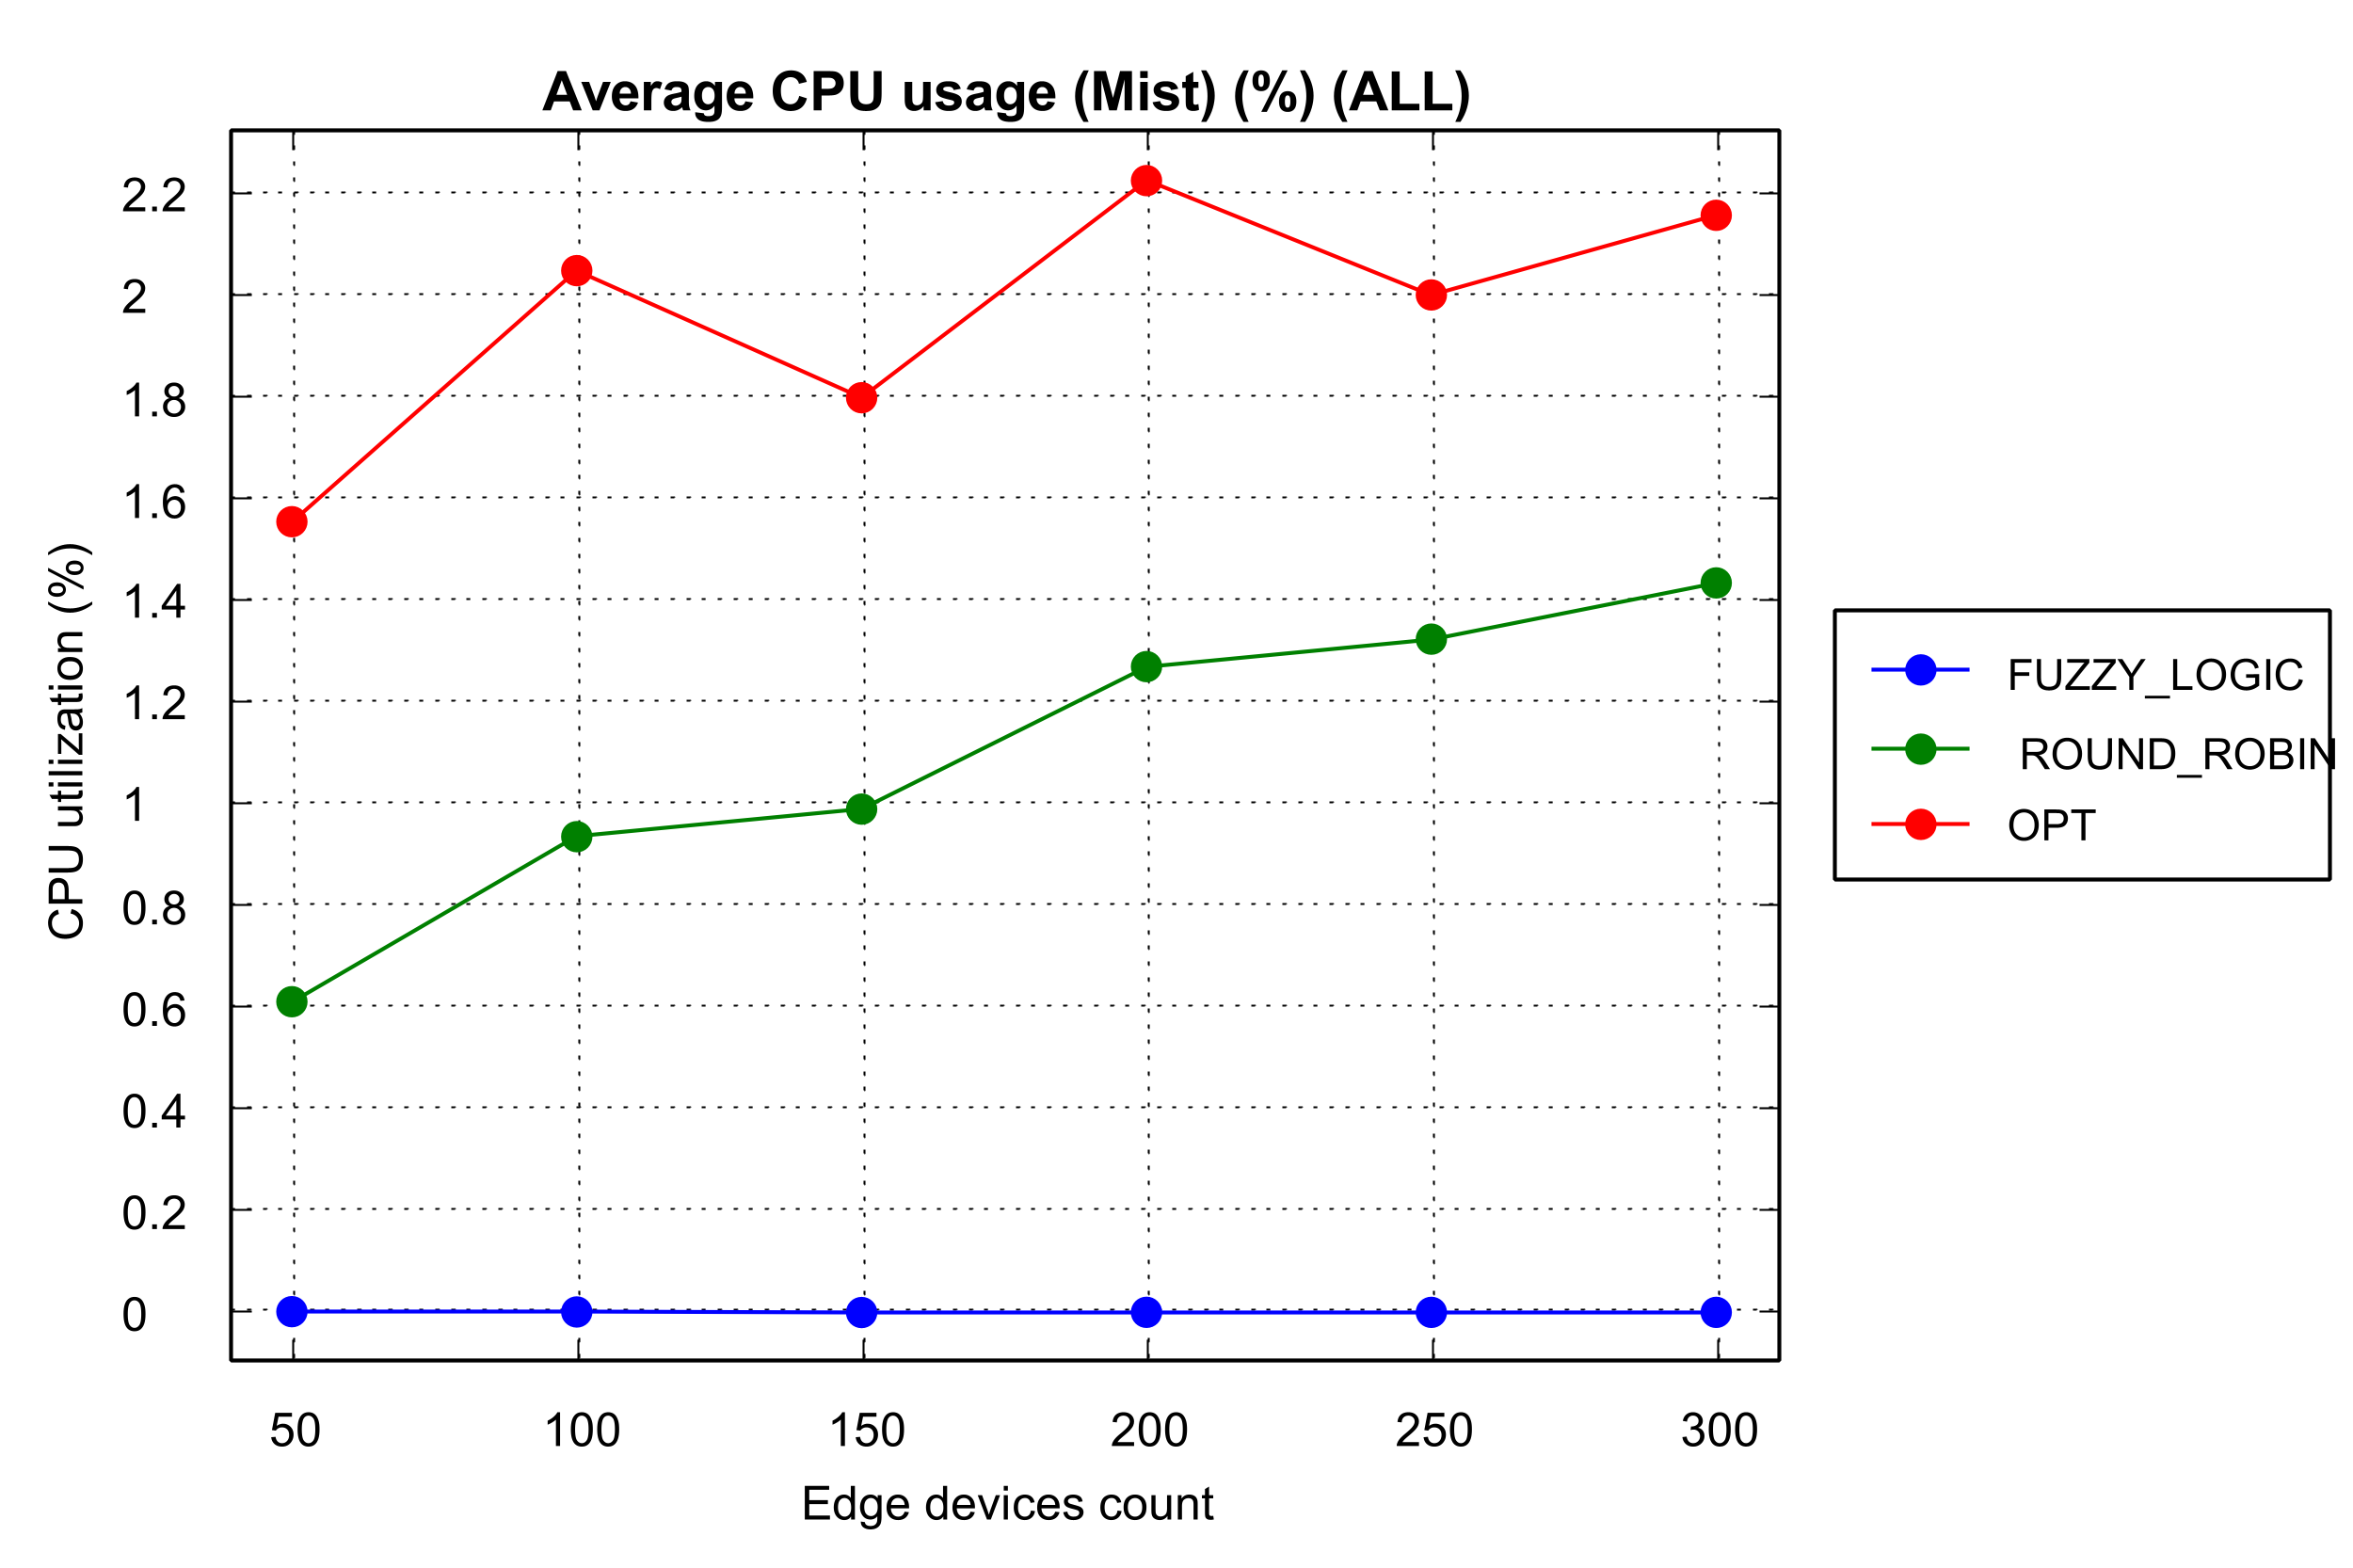 Average CPU usage (Mist) (%) (ALL)
CPU utilization (%)
2.2
2
1.8
1.6
1.4
1.2
1
0.8
0.6
0.4
0.2
0
50 100 150 200 250 300
Edge devices count
FUZZY_LOGIC
ROUND_ROBIN
OPT